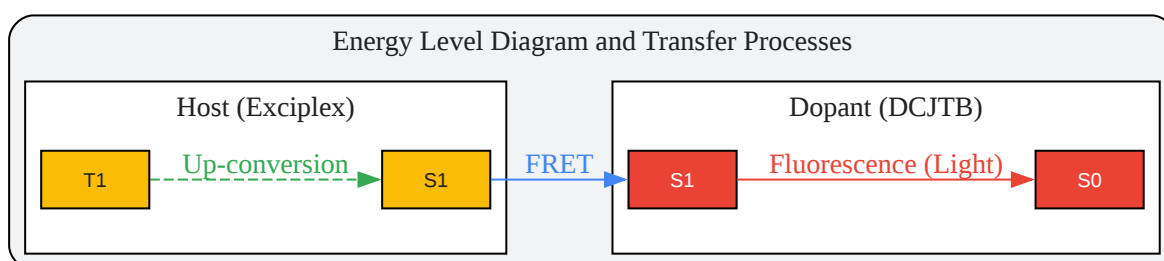 Energy Level Diagram and Transfer Processes
Host (Exciplex)
Dopant (DCJTB)
T1
Up-conversion
S1
FRET
S1
Fluorescence (Light)
S0